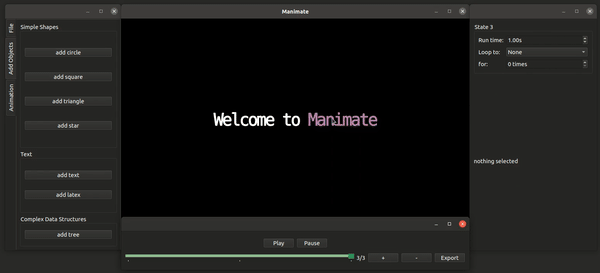 File
Add Objects
Animation
Simple Shapes
add circle
add square
add triangle
add star
Text
add text
add latex
Complex Data Structures
add tree
Manimate
Welcome to Manimate
Play
Pause
3/3
+
-
Export
State 3
Run time: 1.00s
Loop to: None
for: 0 times
nothing selected